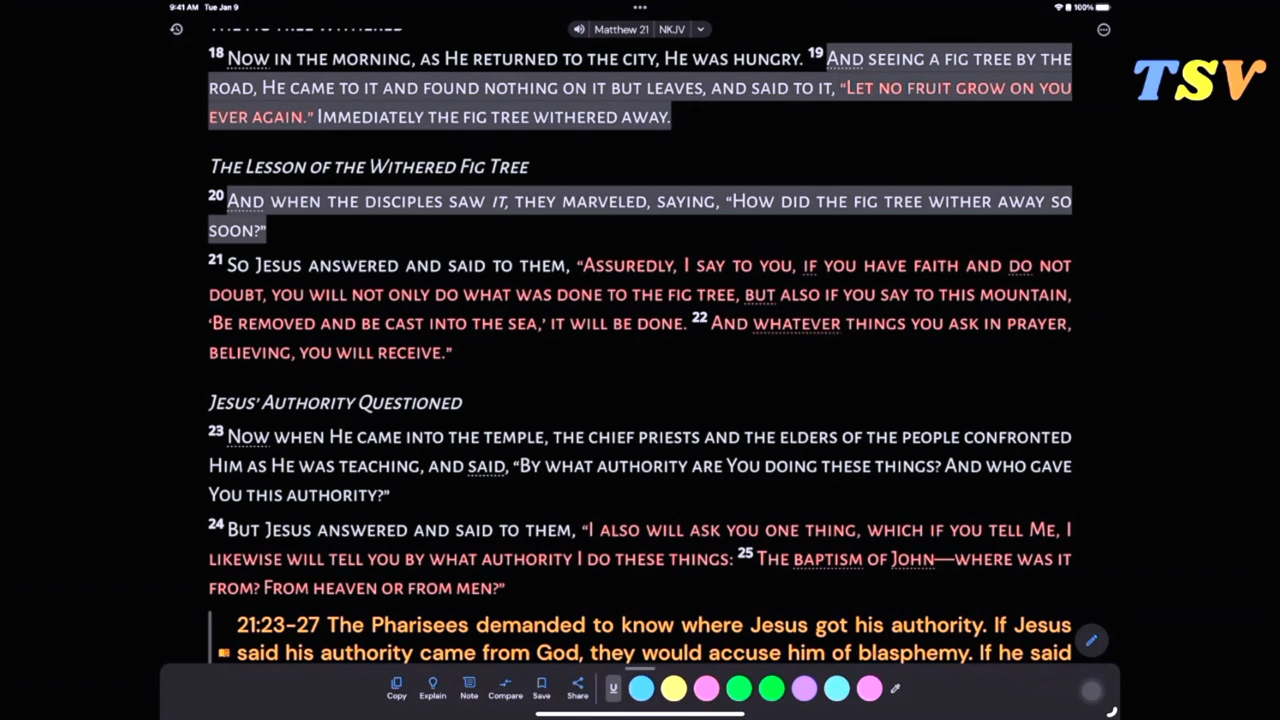 9:41 AM Tue Jan 9
100%
Matthew 21 NKJV
TSV
18 Now in the morning, as He returned to the city, He was hungry. 19 And seeing a fig tree by the
road, He came to it and found nothing on it but leaves, and said to it, “Let no fruit grow on you
ever again.” Immediately the fig tree withered away.
The Lesson of the Withered Fig Tree
20 And when the disciples saw it, they marveled, saying, “How did the fig tree wither away so
soon?”
21 So Jesus answered and said to them, “Assuredly, I say to you, if you have faith and do not
doubt, you will not only do what was done to the fig tree, but also if you say to this mountain,
‘Be removed and be cast into the sea,’ it will be done. 22 And whatever things you ask in prayer,
believing, you will receive.”
Jesus’ Authority Questioned
23 Now when He came into the temple, the chief priests and the elders of the people confronted
Him as He was teaching, and said, “By what authority are You doing these things? And who gave
You this authority?”
24 But Jesus answered and said to them, “I also will ask you one thing, which if you tell Me, I
likewise will tell you by what authority I do these things: 25 The baptism of John—where was it
from? From heaven or from men?”
21:23-27 The Pharisees demanded to know where Jesus got his authority. If Jesus
said his authority came from God, they would accuse him of blasphemy. If he said
Copy Explain Note Compare Save Share U